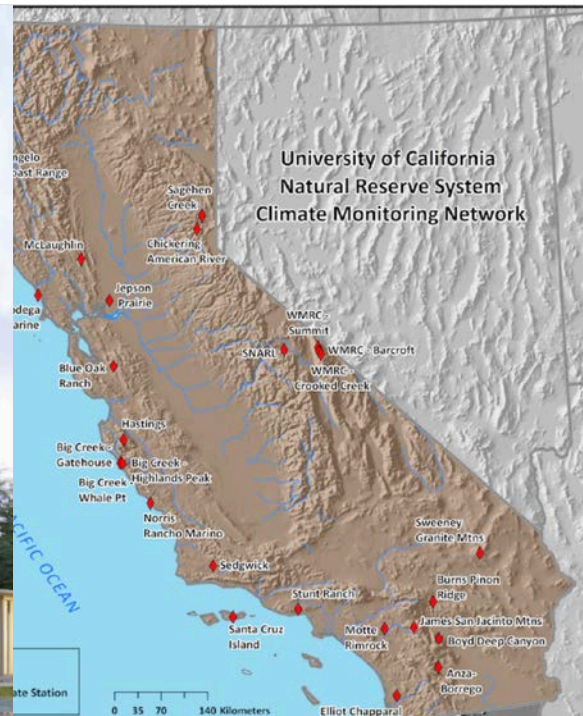 University of California
Natural Reserve System
Climate Monitoring Network
ngelo
oast Range
Sagehen
Creek
Chickering
American River
McLaughlin
Jepson
Prairie
odega
arine
WMRC -
Summit
SNARL
WMRC - Barcroft
WMRC -
Crooked Creek
Blue Oak
Ranch
Hastings
Big Creek -
Gatehouse
Big Creek -
Highlands Peak
Big Creek -
Whale Pt
Norris
Rancho Marino
PACIFIC OCEAN
Sweeney
Granite Mtns
Sedgwick
Burns Pinon
Ridge
Stunt Ranch
James San Jacinto Mtns
Santa Cruz
Island
Motte
Rimrock
Boyd Deep Canyon
Anza-
Borrego
ate Station
0 35 70 140 Kilometers
Elliot Chapparal